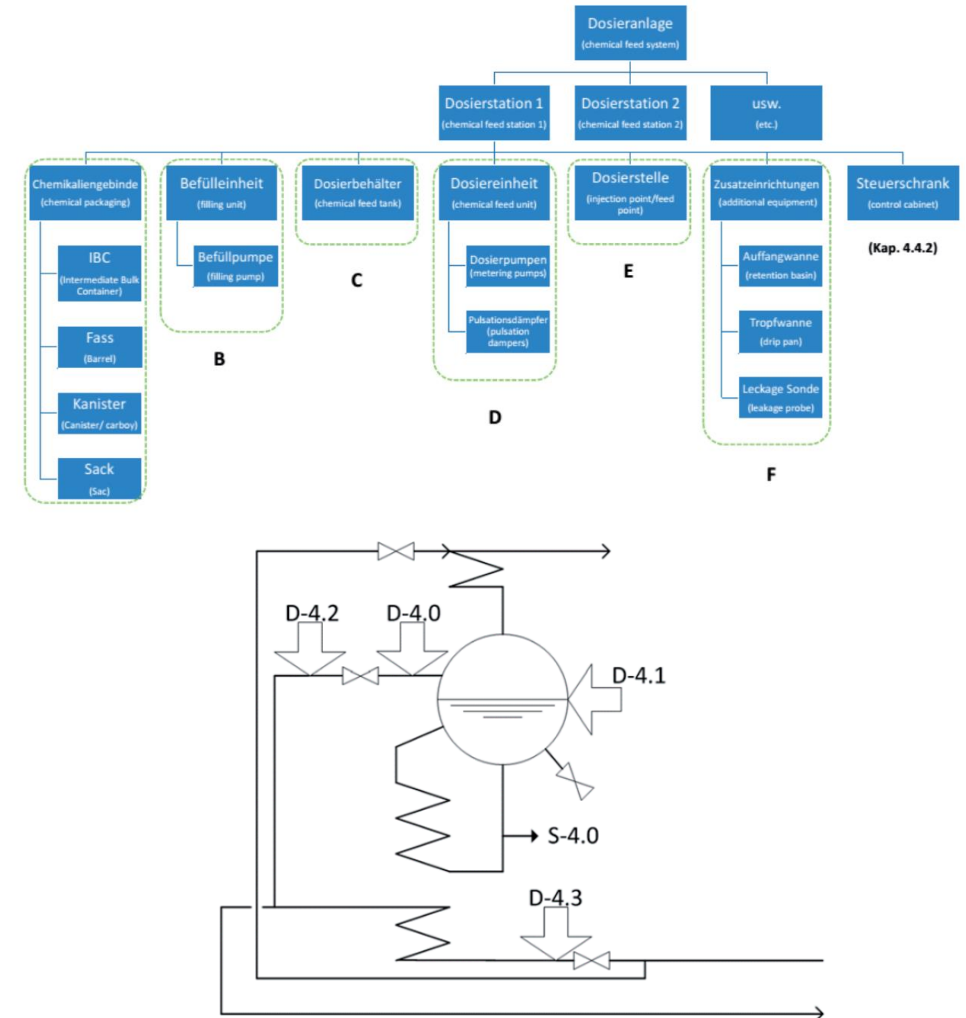 Dosieranlage
(chemical feed system)
Dosierstation 1
(chemical feed station 1)
Dosierstation 2
(chemical feed station 2)
usw.
(etc.)
Chemikaliengebinde
(chemical packaging)
Befülleinheit
(filling unit)
Dosierbehälter
(chemical feed tank)
Dosiereinheit
(chemical feed unit)
Dosierstelle
(injection point/feed
point)
Zusatzeinrichtungen
(additional equipment)
Steuerschrank
(control cabinet)
(Kap. 4.4.2)
IBC
(Intermediate Bulk
Container)
Fass
(Barrel)
Kanister
(Canister/ carboy)
Sack
(Sac)
Befüllpumpe
(filling pump)
B
C
Dosierpumpen
(metering pumps)
Pulsationsdämpfer
(pulsation
dampers)
D
E
Auffangwanne
(retention basin)
Tropfwanne
(drip pan)
Leckage Sonde
(leakage probe)
F
D-4.2
D-4.0
D-4.1
S-4.0
D-4.3